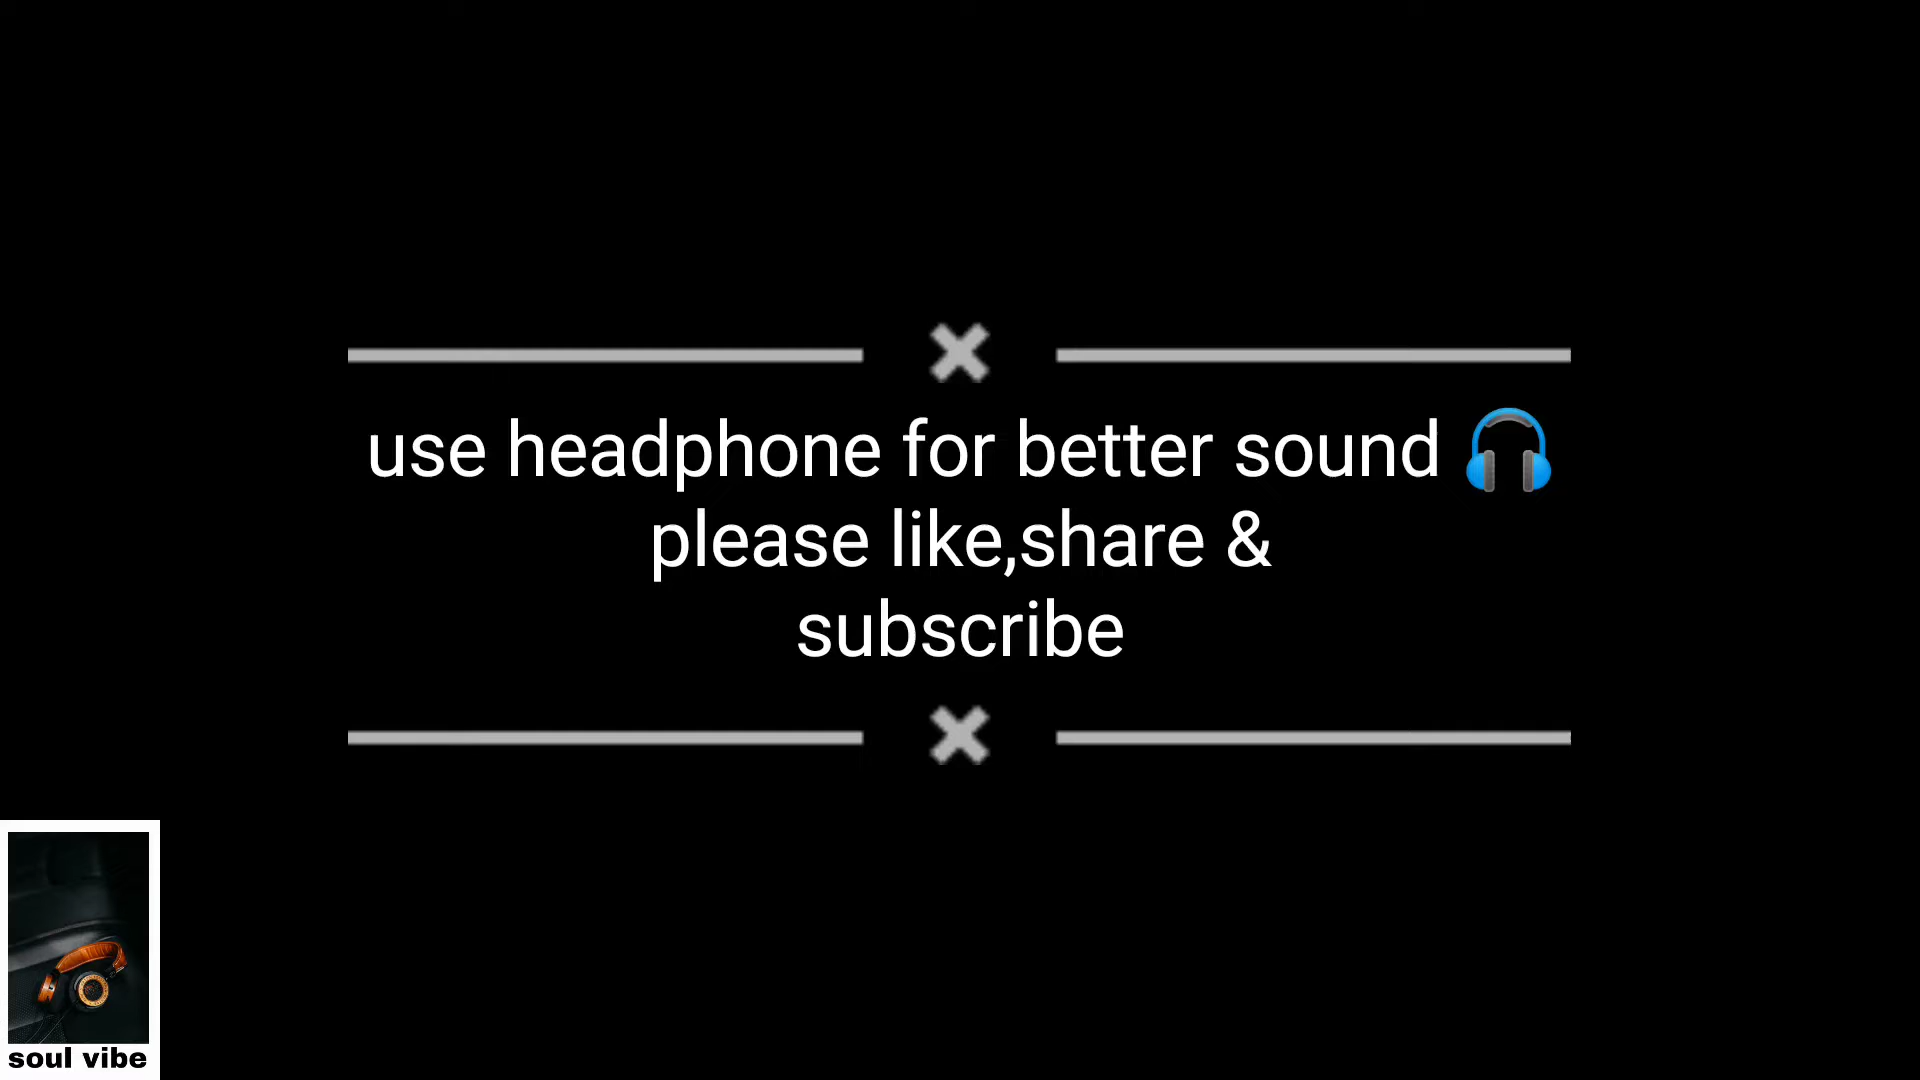 use headphone for better sound 🎧
please like,share &
subscribe
soul vibe